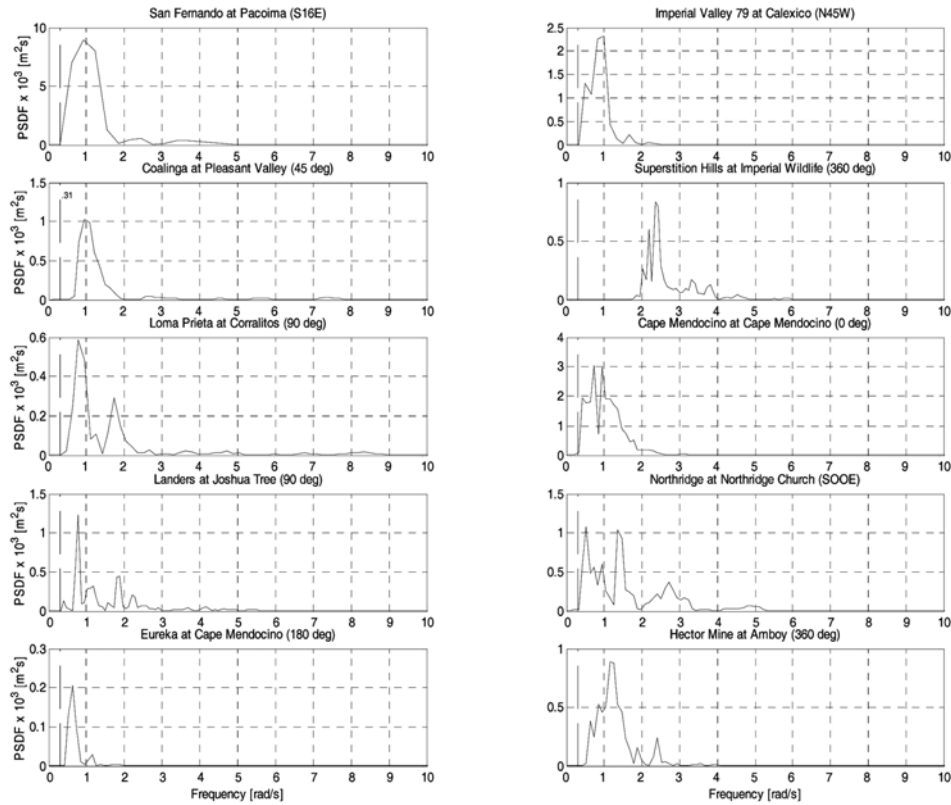 San Fernando at Pacoima (S16E)
PSDF x 10³ [m²s]
10
5
0
0 1 2 3 4 5 6 7 8 9 10
Imperial Valley 79 at Calexico (N45W)
2.5
2
1.5
1
0.5
0
0 1 2 3 4 5 6 7 8 9 10
Coalinga at Pleasant Valley (45 deg)
PSDF x 10³ [m²s]
1.5
.31
1
0.5
0
0 1 2 3 4 5 6 7 8 9 10
Superstition Hills at Imperial Wildlife (360 deg)
1
0.5
0
0 1 2 3 4 5 6 7 8 9 10
Loma Prieta at Corralitos (90 deg)
PSDF x 10³ [m²s]
0.6
0.4
0.2
0
0 1 2 3 4 5 6 7 8 9 10
Cape Mendocino at Cape Mendocino (0 deg)
4
3
2
1
0
0 1 2 3 4 5 6 7 8 9 10
Landers at Joshua Tree (90 deg)
PSDF x 10³ [m²s]
1.5
1
0.5
0
0 1 2 3 4 5 6 7 8 9 10
Northridge at Northridge Church (SOOE)
1.5
1
0.5
0
0 1 2 3 4 5 6 7 8 9 10
Eureka at Cape Mendocino (180 deg)
PSDF x 10³ [m²s]
0.3
0.2
0.1
0
0 1 2 3 4 5 6 7 8 9 10
Frequency [rad/s]
Hector Mine at Amboy (360 deg)
1
0.5
0
0 1 2 3 4 5 6 7 8 9 10
Frequency [rad/s]